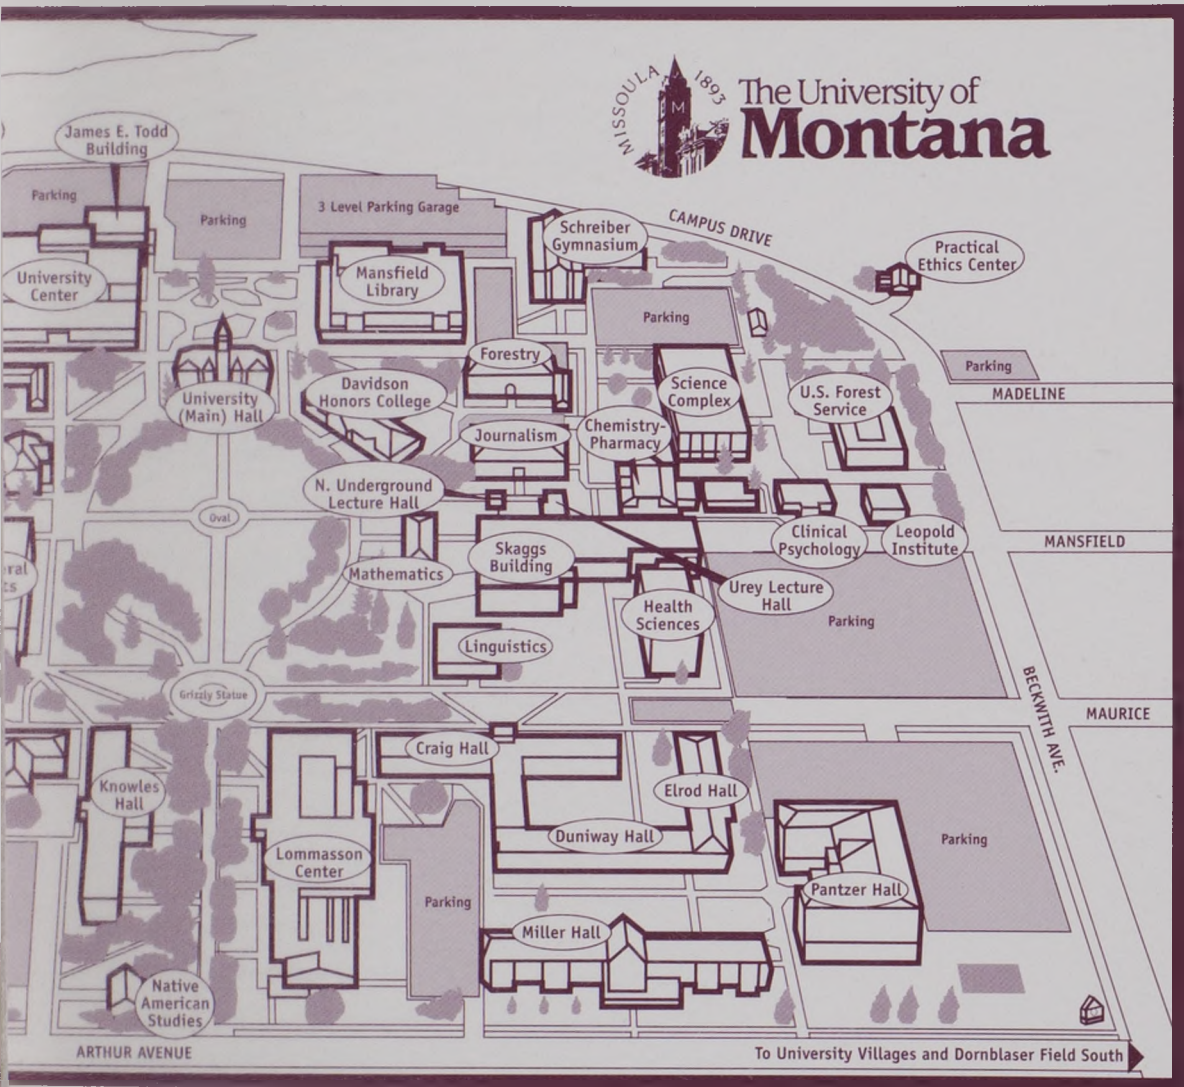 MISSOULA 1893
The University of
Montana
James E. Todd
Building
Parking
Parking
3 Level Parking Garage
Schreiber
Gymnasium
CAMPUS DRIVE
Practical
Ethics Center
University
Center
Mansfield
Library
Parking
Forestry
Parking
MADELINE
University
(Main) Hall
Davidson
Honors College
Science
Complex
U.S. Forest
Service
Journalism
Chemistry-
Pharmacy
N. Underground
Lecture Hall
Oval
Clinical
Psychology
Leopold
Institute
MANSFIELD
Skaggs
Building
Mathematics
Urey Lecture
Hall
Health
Sciences
Parking
Linguistics
Grizzly Statue
BECKWITH AVE.
MAURICE
Craig Hall
Knowles
Hall
Elrod Hall
Duniway Hall
Parking
Lommasson
Center
Parking
Pantzer Hall
Miller Hall
Native
American
Studies
ARTHUR AVENUE
To University Villages and Dornblaser Field South